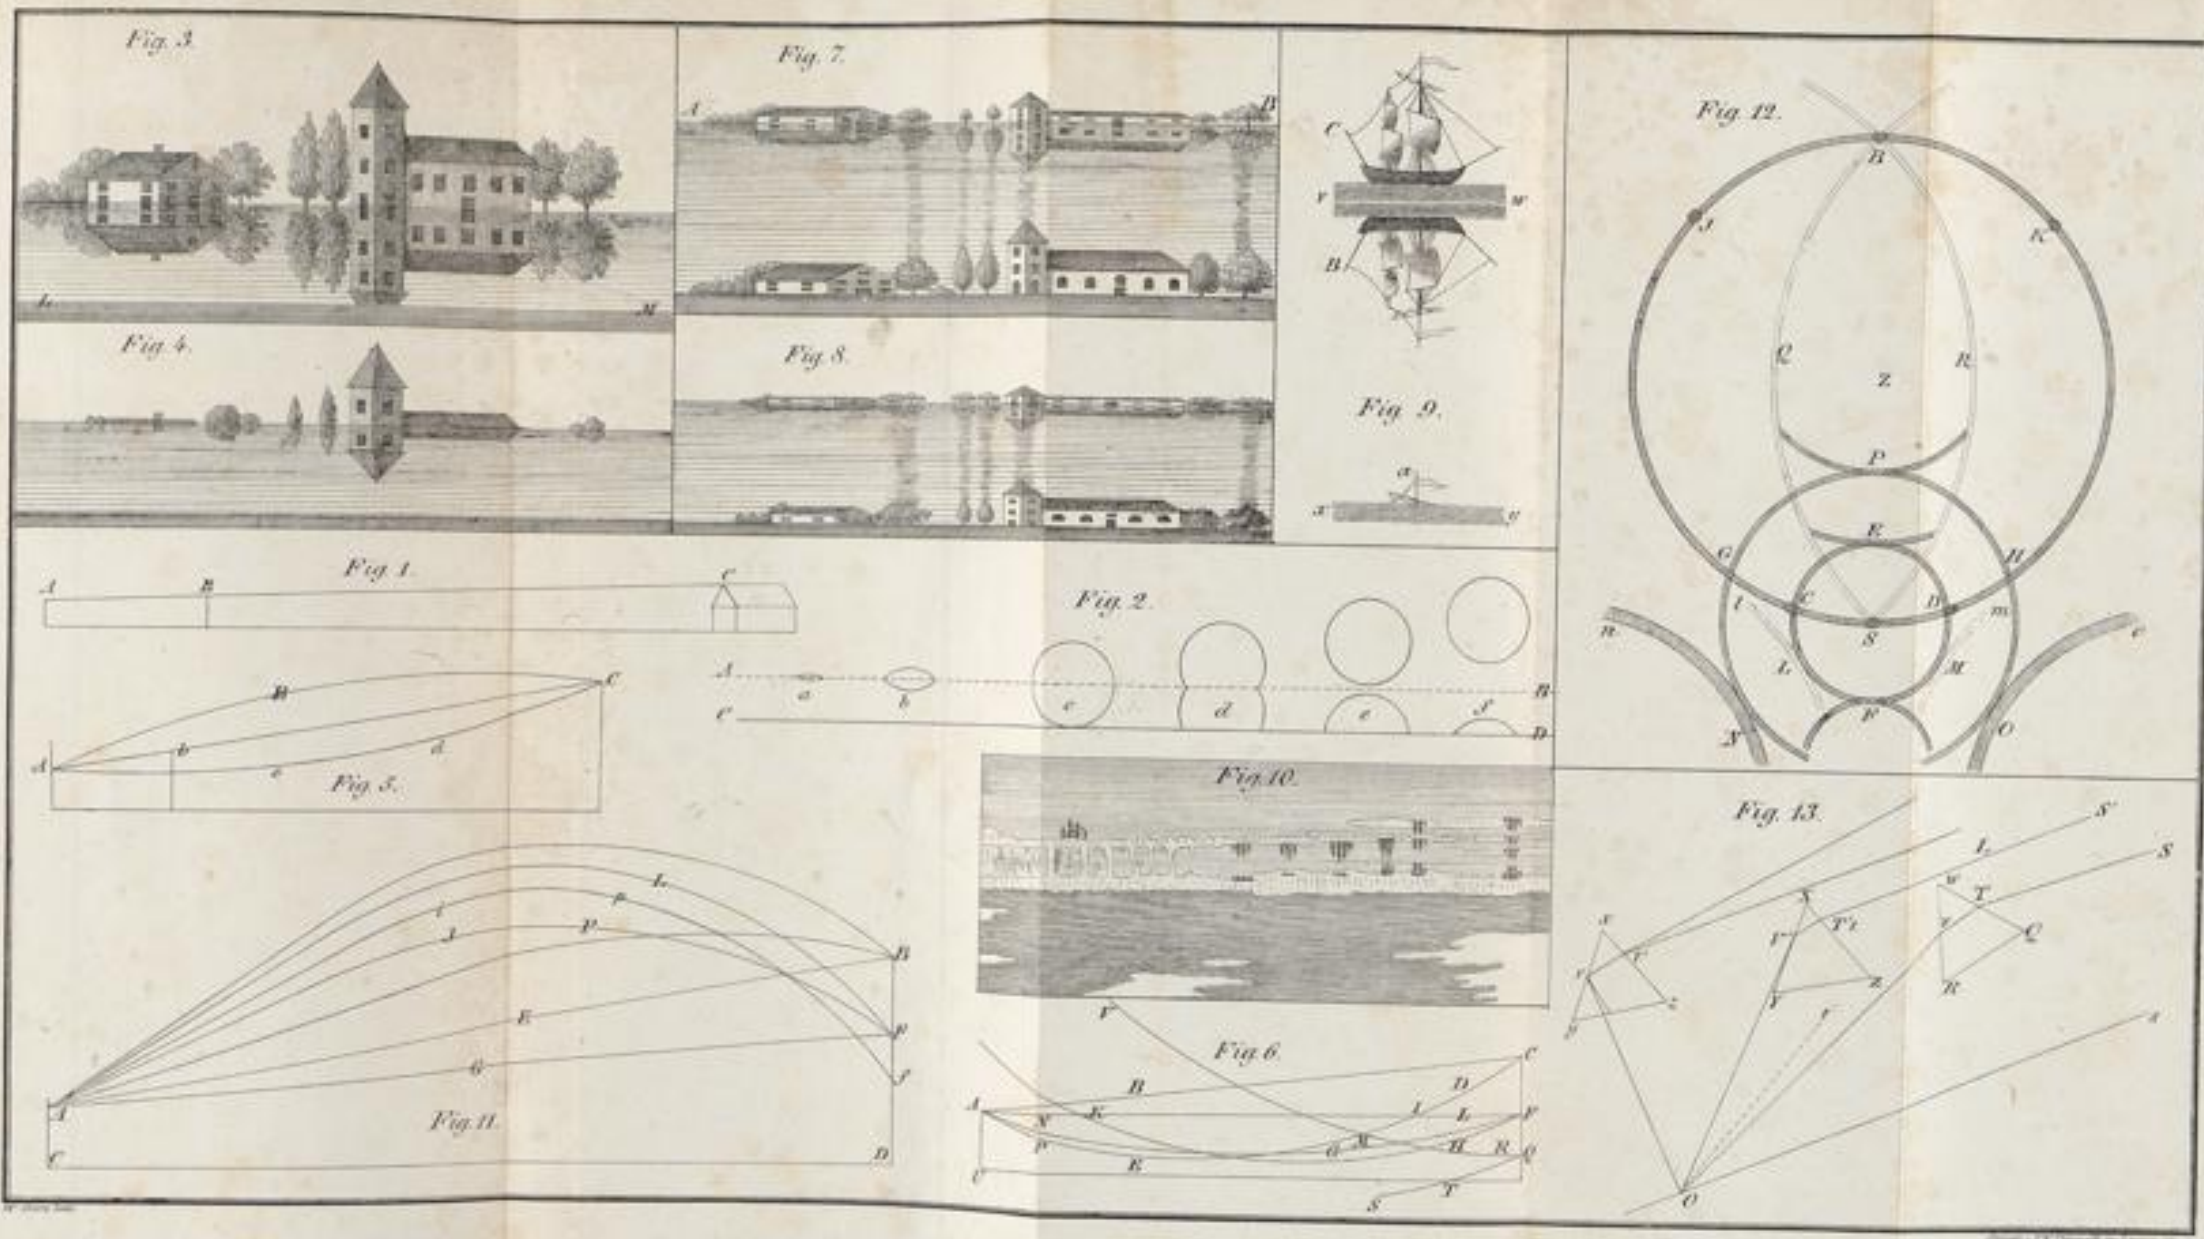 Fig. 3.
L
M
Fig. 4.
Fig. 7.
A
B
Fig. 8.
C
V
W
B
Fig. 9.
a
x
Fig. 12.
B
J
K
Q
Z
R
P
E
G
H
t
C
D
m
S
n
L
M
F
N
O
Fig. 1.
A
B
C
Fig. 2.
A
a
b
c
d
e
f
B
C
D
B
C
A
b
c
d
Fig. 5.
Fig. 10.
Fig. 13.
S'
L
S
w
X
T
x
V
T't
v
Q
r
v
Z
z
Y
R
y
r
s
O
L
i
p
J
P
B
E
F
G
f
A
Fig. 11.
C
D
V
Fig. 6.
C
B
D
A
N
K
I
L
F
P
G
M
H
R
Q
E
S
T